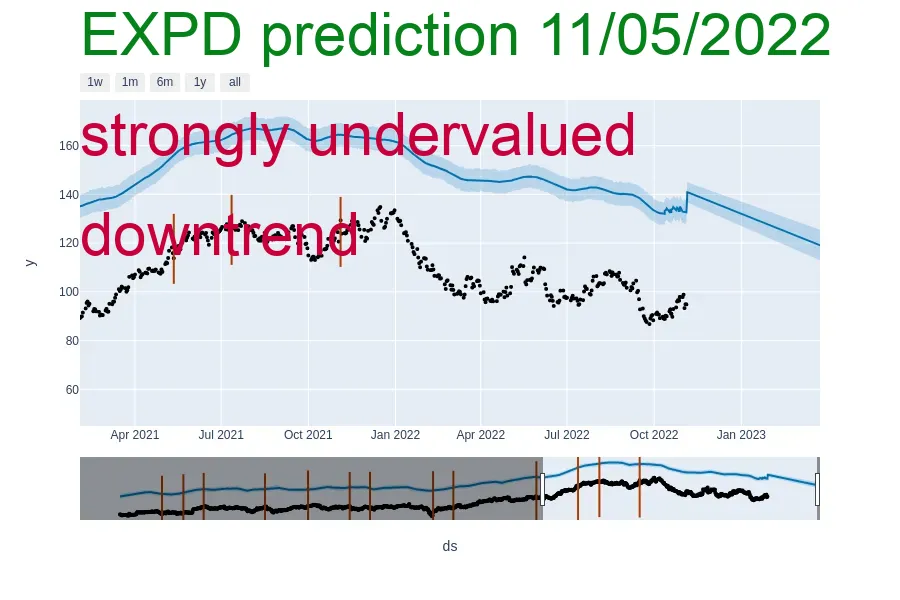 EXPD prediction 11/05/2022
1w 1m 6m 1y all
strongly undervalued
downtrend
160
140
120
100
80
60
y
Apr 2021 Jul 2021 Oct 2021 Jan 2022 Apr 2022 Jul 2022 Oct 2022 Jan 2023
ds